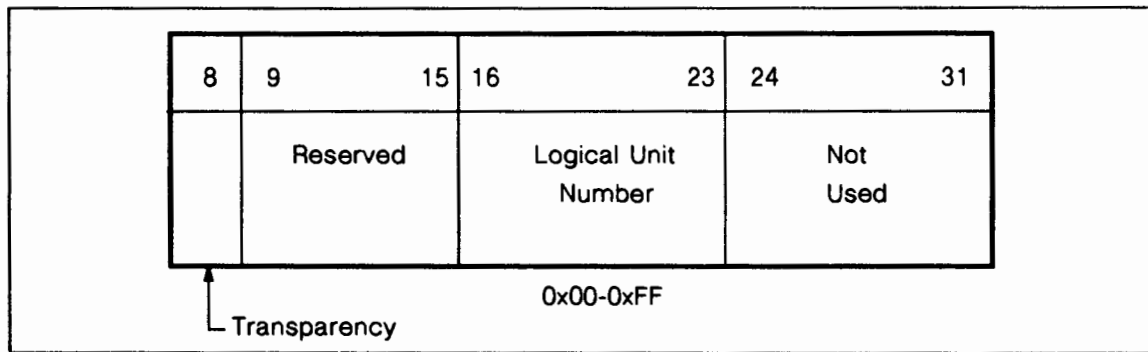 8 9 15 16 23 24 31
Reserved Logical Unit Not
Number Used
0x00-0xFF
Transparency